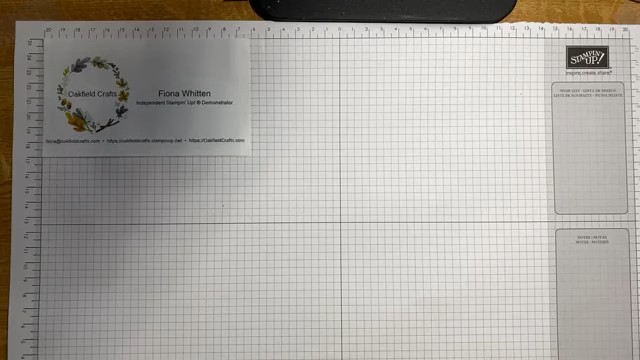 Oakfield Crafts
Fiona Whitten
Independent Stampin' Up! ® Demonstrator
fiona@oakfieldcrafts.com • https://oakfieldcrafts.stampinup.net • https://OakfieldCrafts.com
STAMPIN' UP!
inspire.create.share®